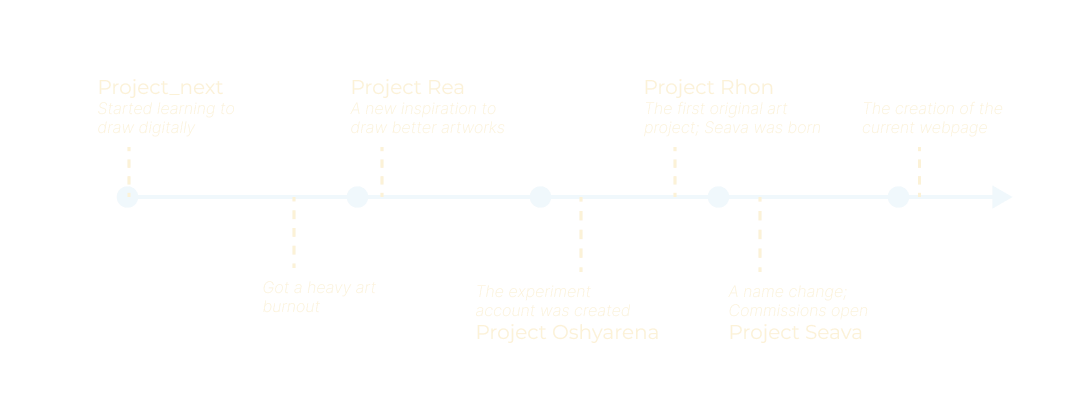 Project_next
Started learning to
draw digitally
Project Rea
A new inspiration to
draw better artworks
Project Rhon
The first original art
project; Seava was born
The creation of the
current webpage
Got a heavy art
burnout
The experiment
account was created
Project Oshyarena
A name change;
Commissions open
Project Seava